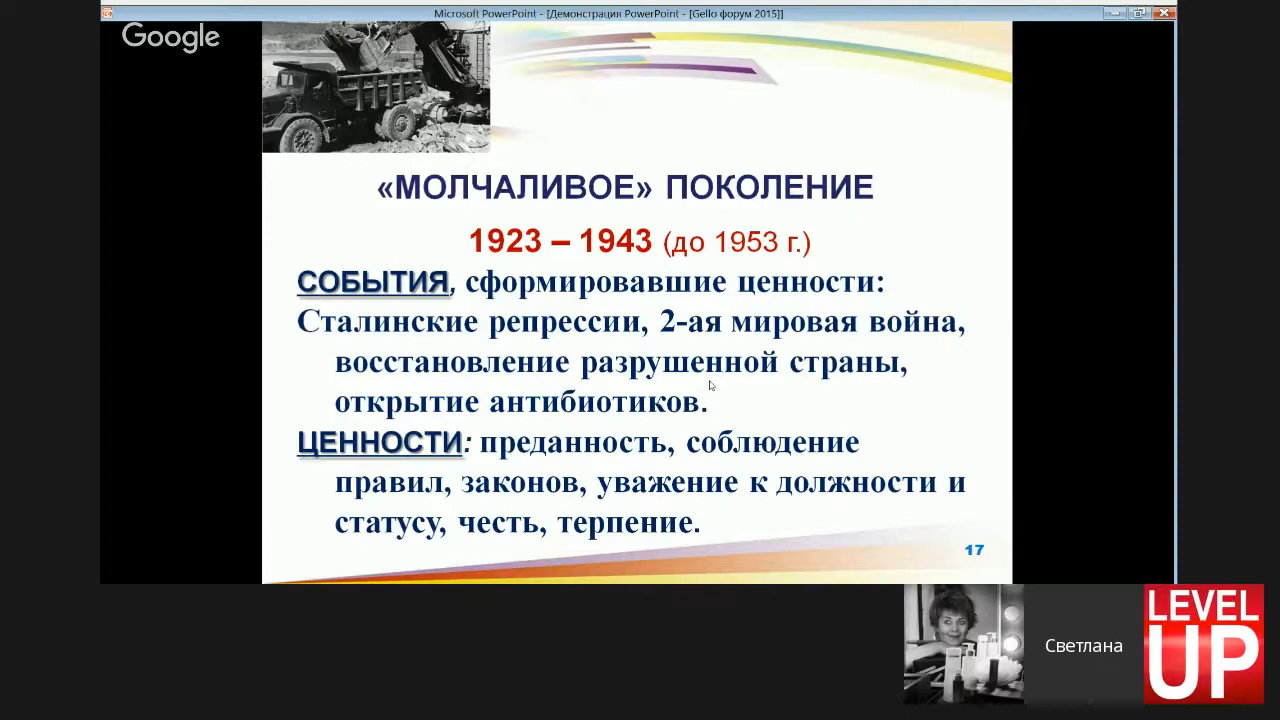 Microsoft PowerPoint - [Демонстрация PowerPoint - [Gello форум 2015]]
Google
«МОЛЧАЛИВОЕ» ПОКОЛЕНИЕ
1923 – 1943 (до 1953 г.)
СОБЫТИЯ, сформировавшие ценности:
Сталинские репрессии, 2-ая мировая война,
восстановление разрушенной страны,
открытие антибиотиков.
ЦЕННОСТИ: преданность, соблюдение
правил, законов, уважение к должности и
статусу, честь, терпение.
17
Светлана
LEVEL
UP